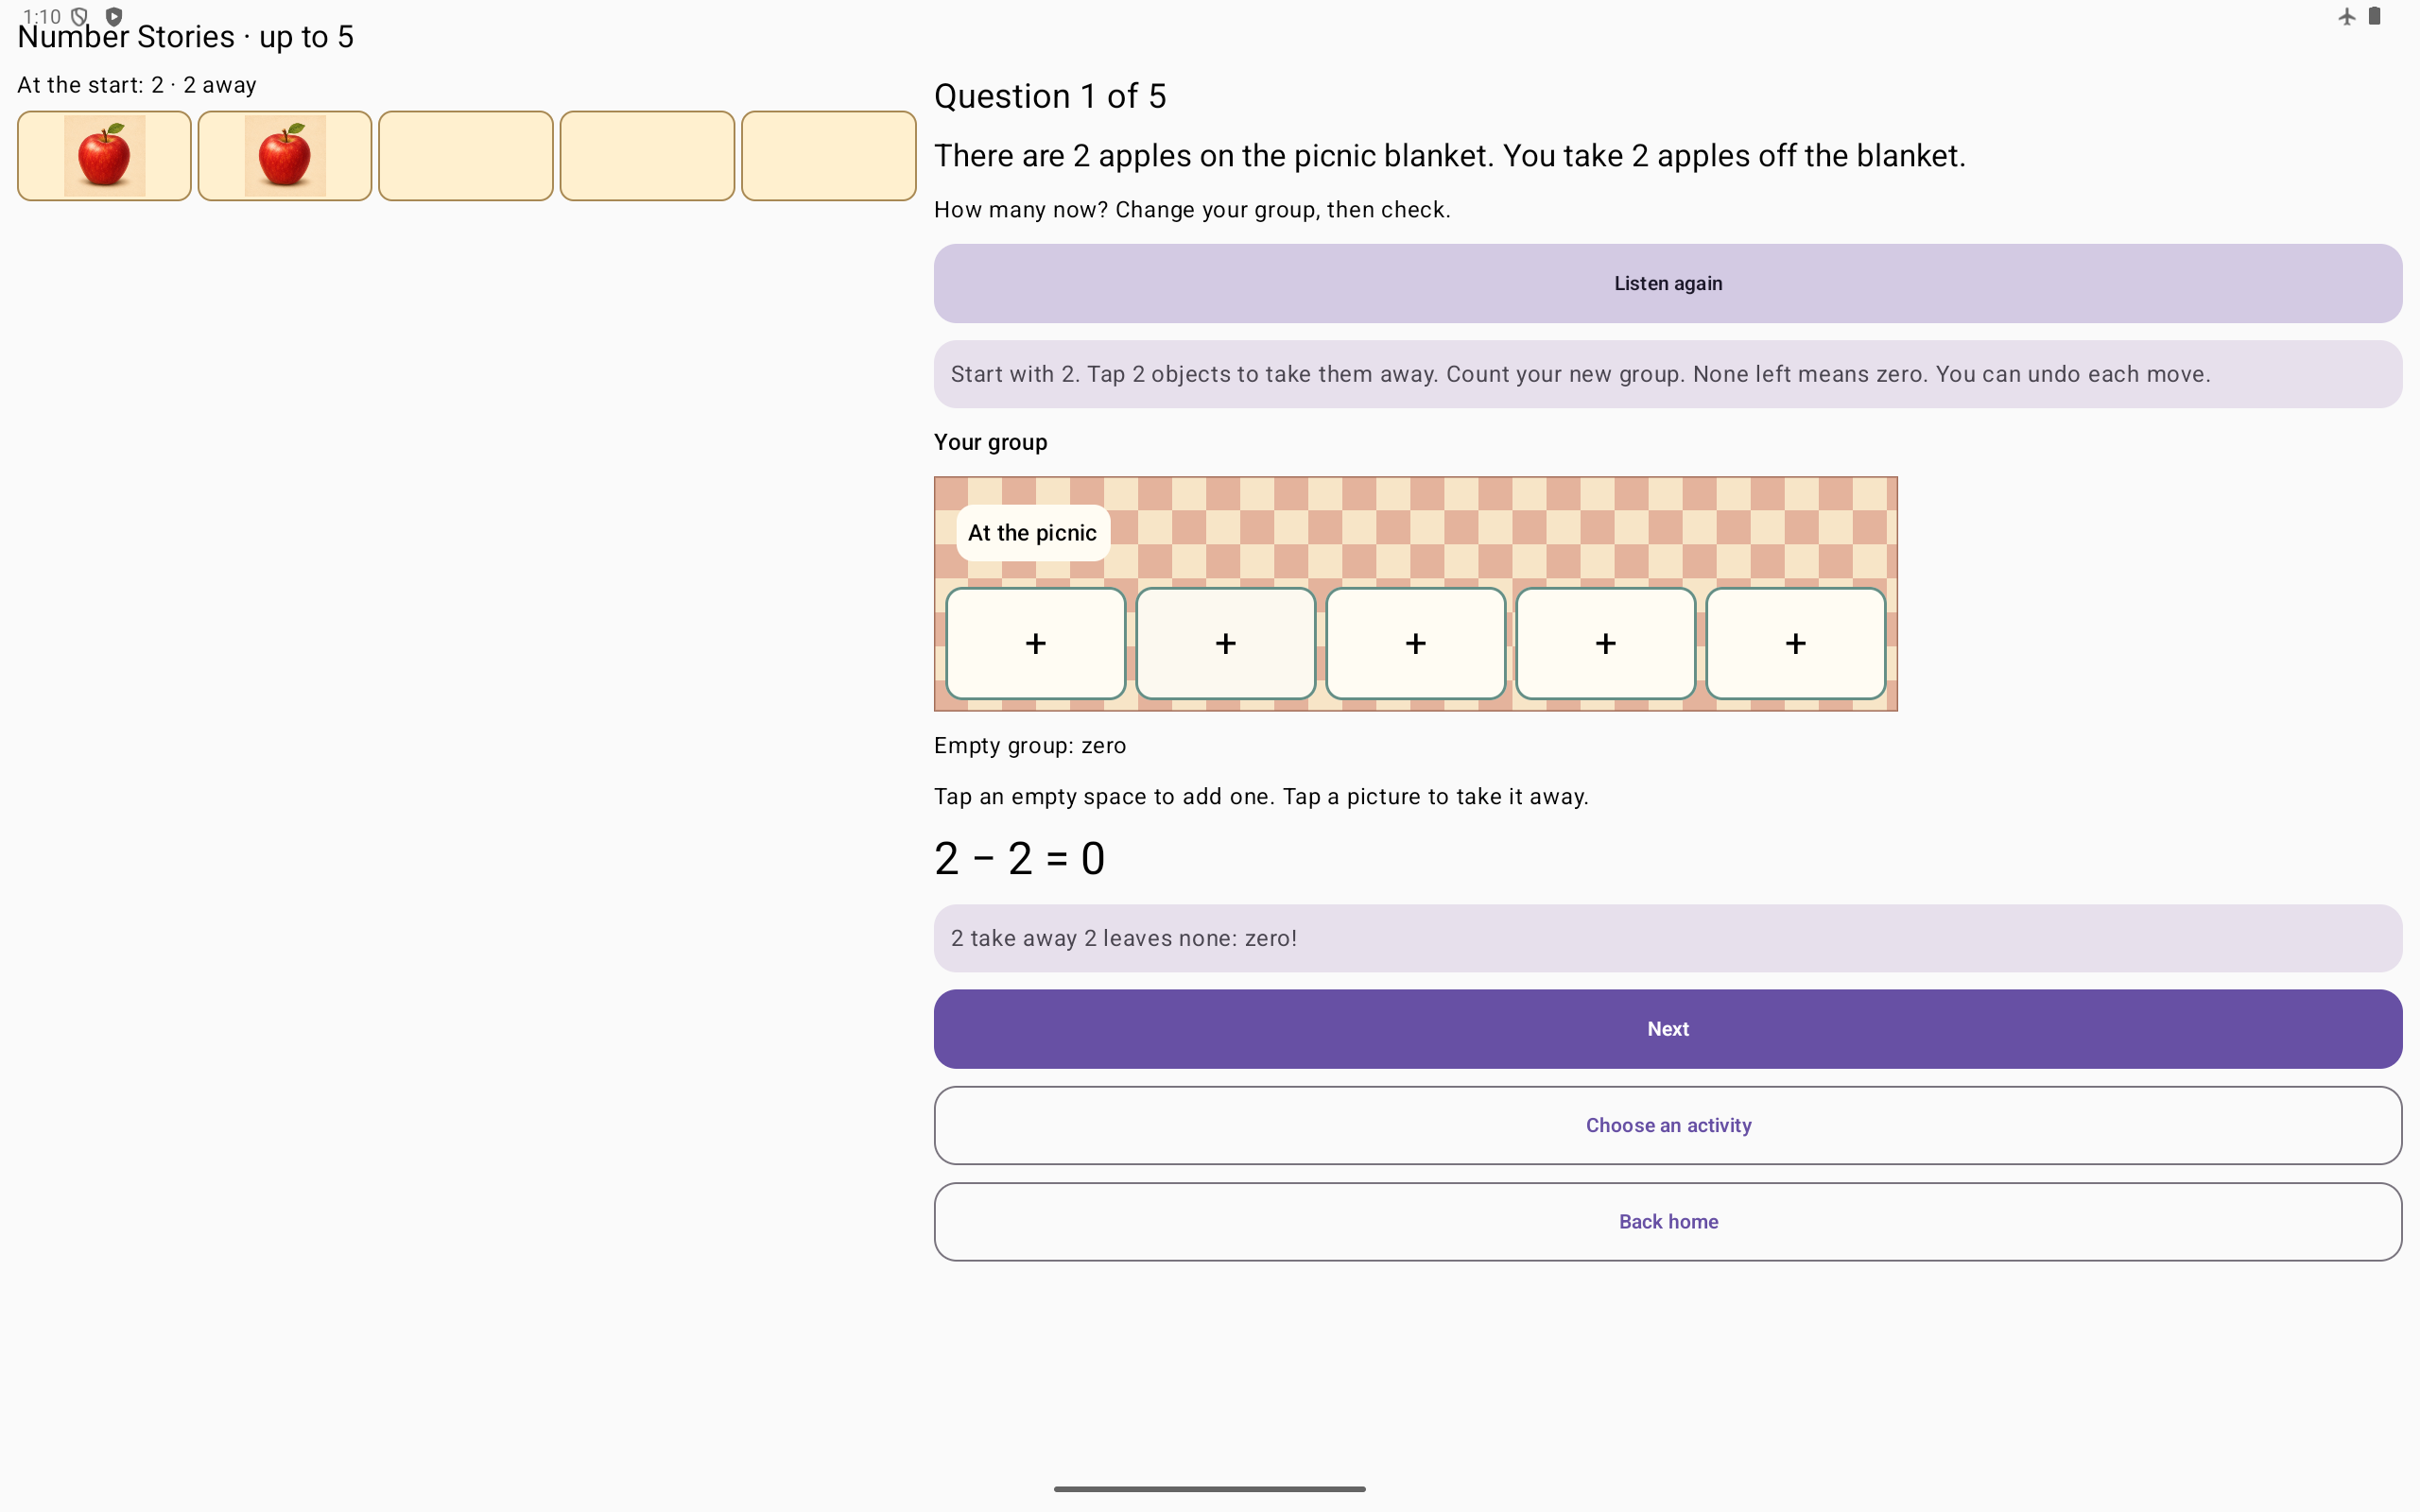 1:10
Number Stories · up to 5
At the start: 2 · 2 away
Question 1 of 5
There are 2 apples on the picnic blanket. You take 2 apples off the blanket.
How many now? Change your group, then check.
Listen again
Start with 2. Tap 2 objects to take them away. Count your new group. None left means zero. You can undo each move.
Your group
At the picnic
+ + + + +
Empty group: zero
Tap an empty space to add one. Tap a picture to take it away.
2 − 2 = 0
2 take away 2 leaves none: zero!
Next
Choose an activity
Back home